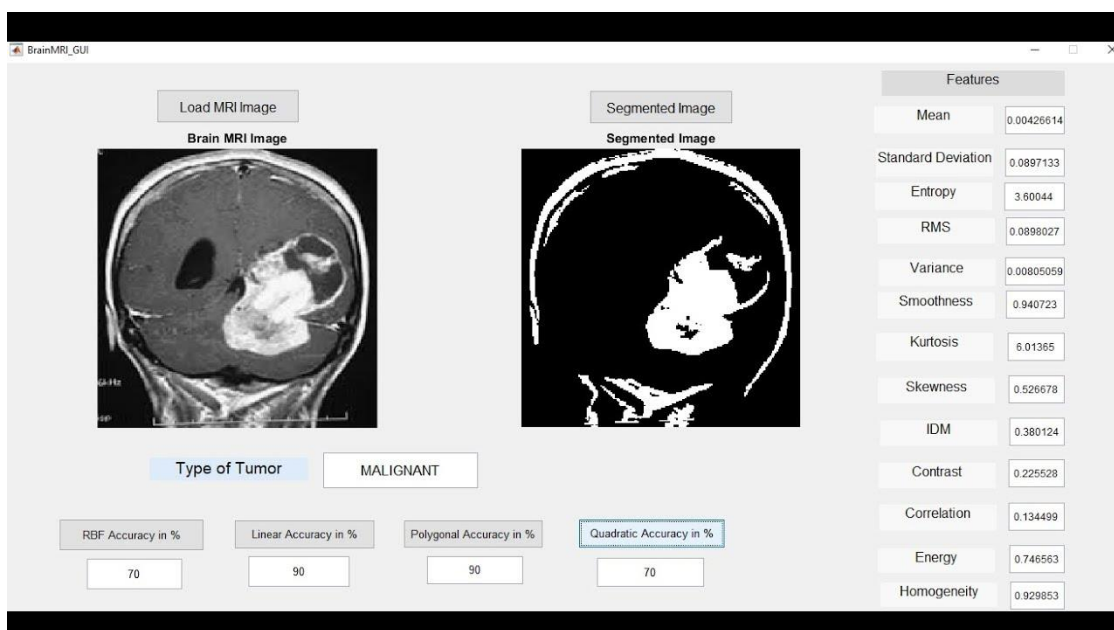 BrainMRI_GUI
Load MRI Image
Segmented Image
Brain MRI Image
Segmented Image
Type of Tumor
MALIGNANT
RBF Accuracy in %
Linear Accuracy in %
Polygonal Accuracy in %
Quadratic Accuracy in %
70
90
90
70
Features
Mean 0.00426614
Standard Deviation 0.0897133
Entropy 3.60044
RMS 0.0898027
Variance 0.00805059
Smoothness 0.940723
Kurtosis 6.01365
Skewness 0.526678
IDM 0.380124
Contrast 0.225528
Correlation 0.134499
Energy 0.746563
Homogeneity 0.929853